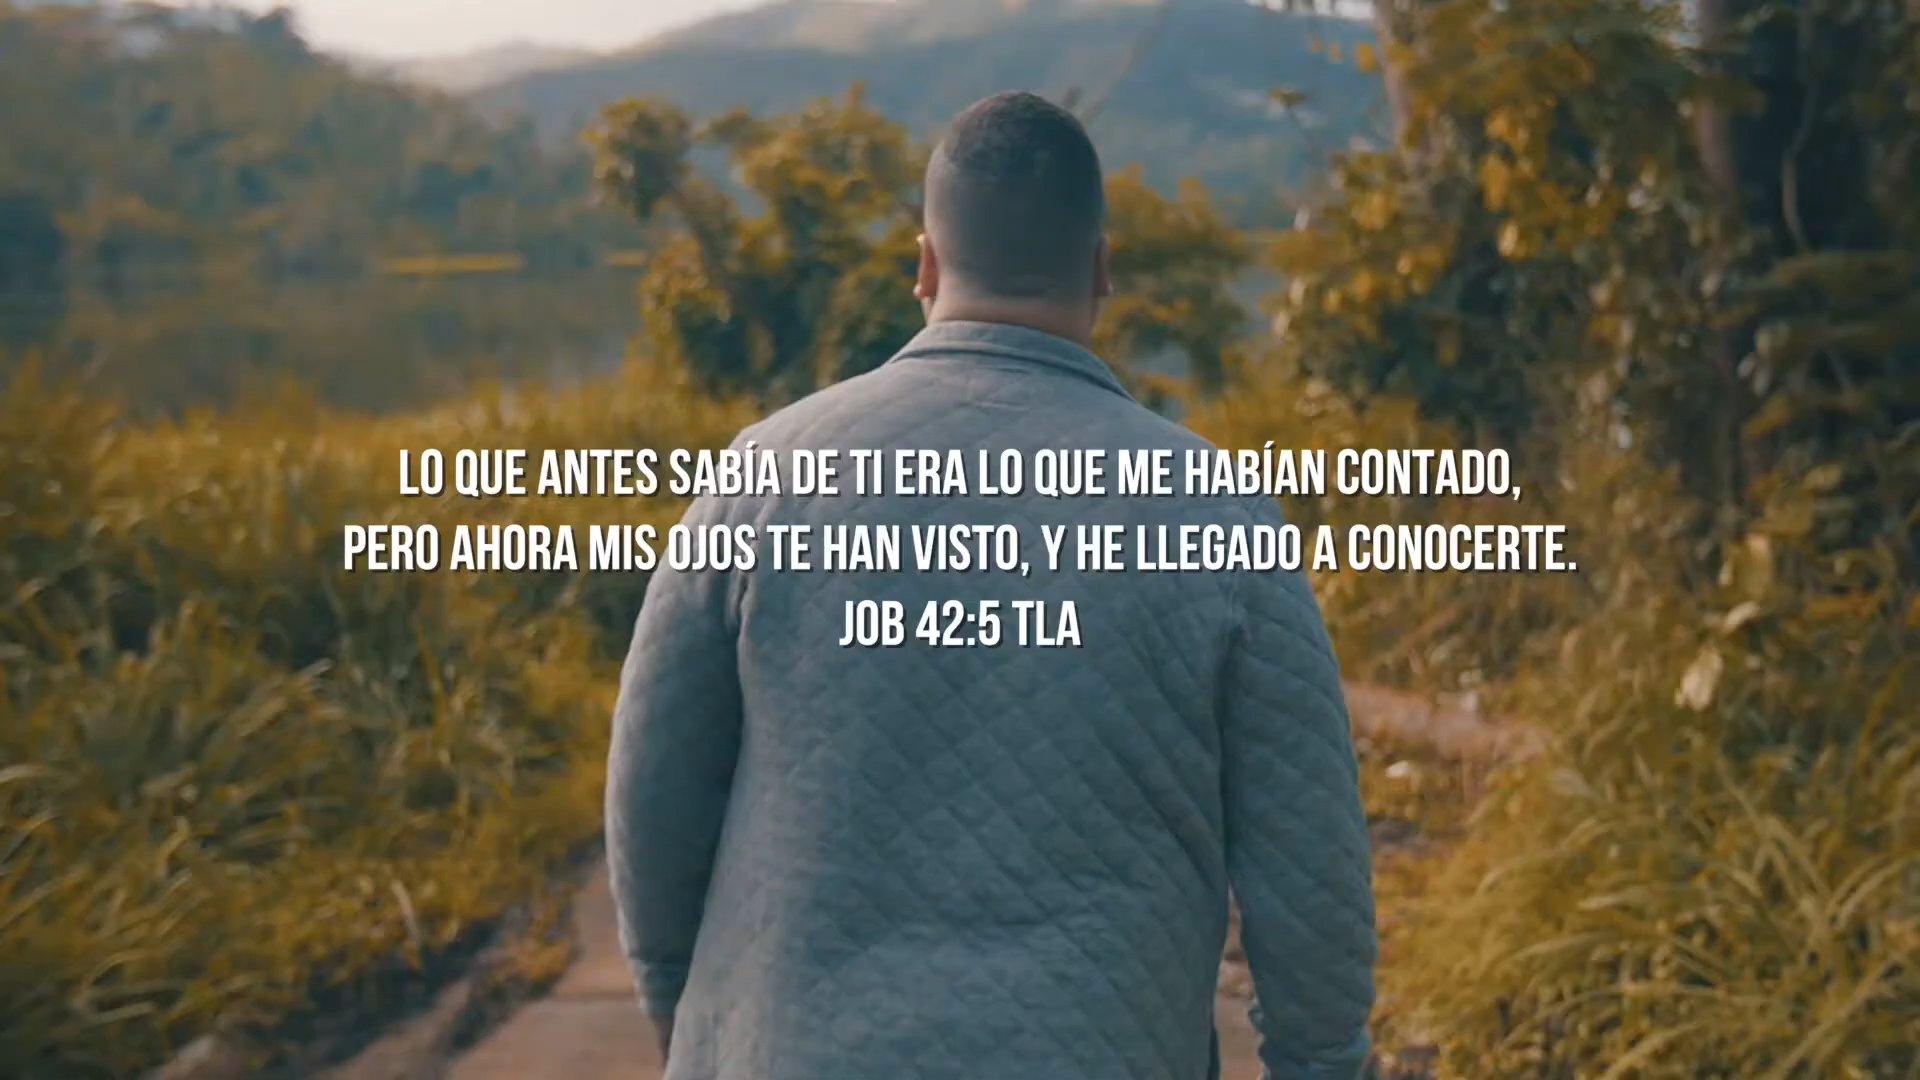 LO QUE ANTES SABÍA DE TI ERA LO QUE ME HABÍAN CONTADO,
PERO AHORA MIS OJOS TE HAN VISTO, Y HE LLEGADO A CONOCERTE.
JOB 42:5 TLA